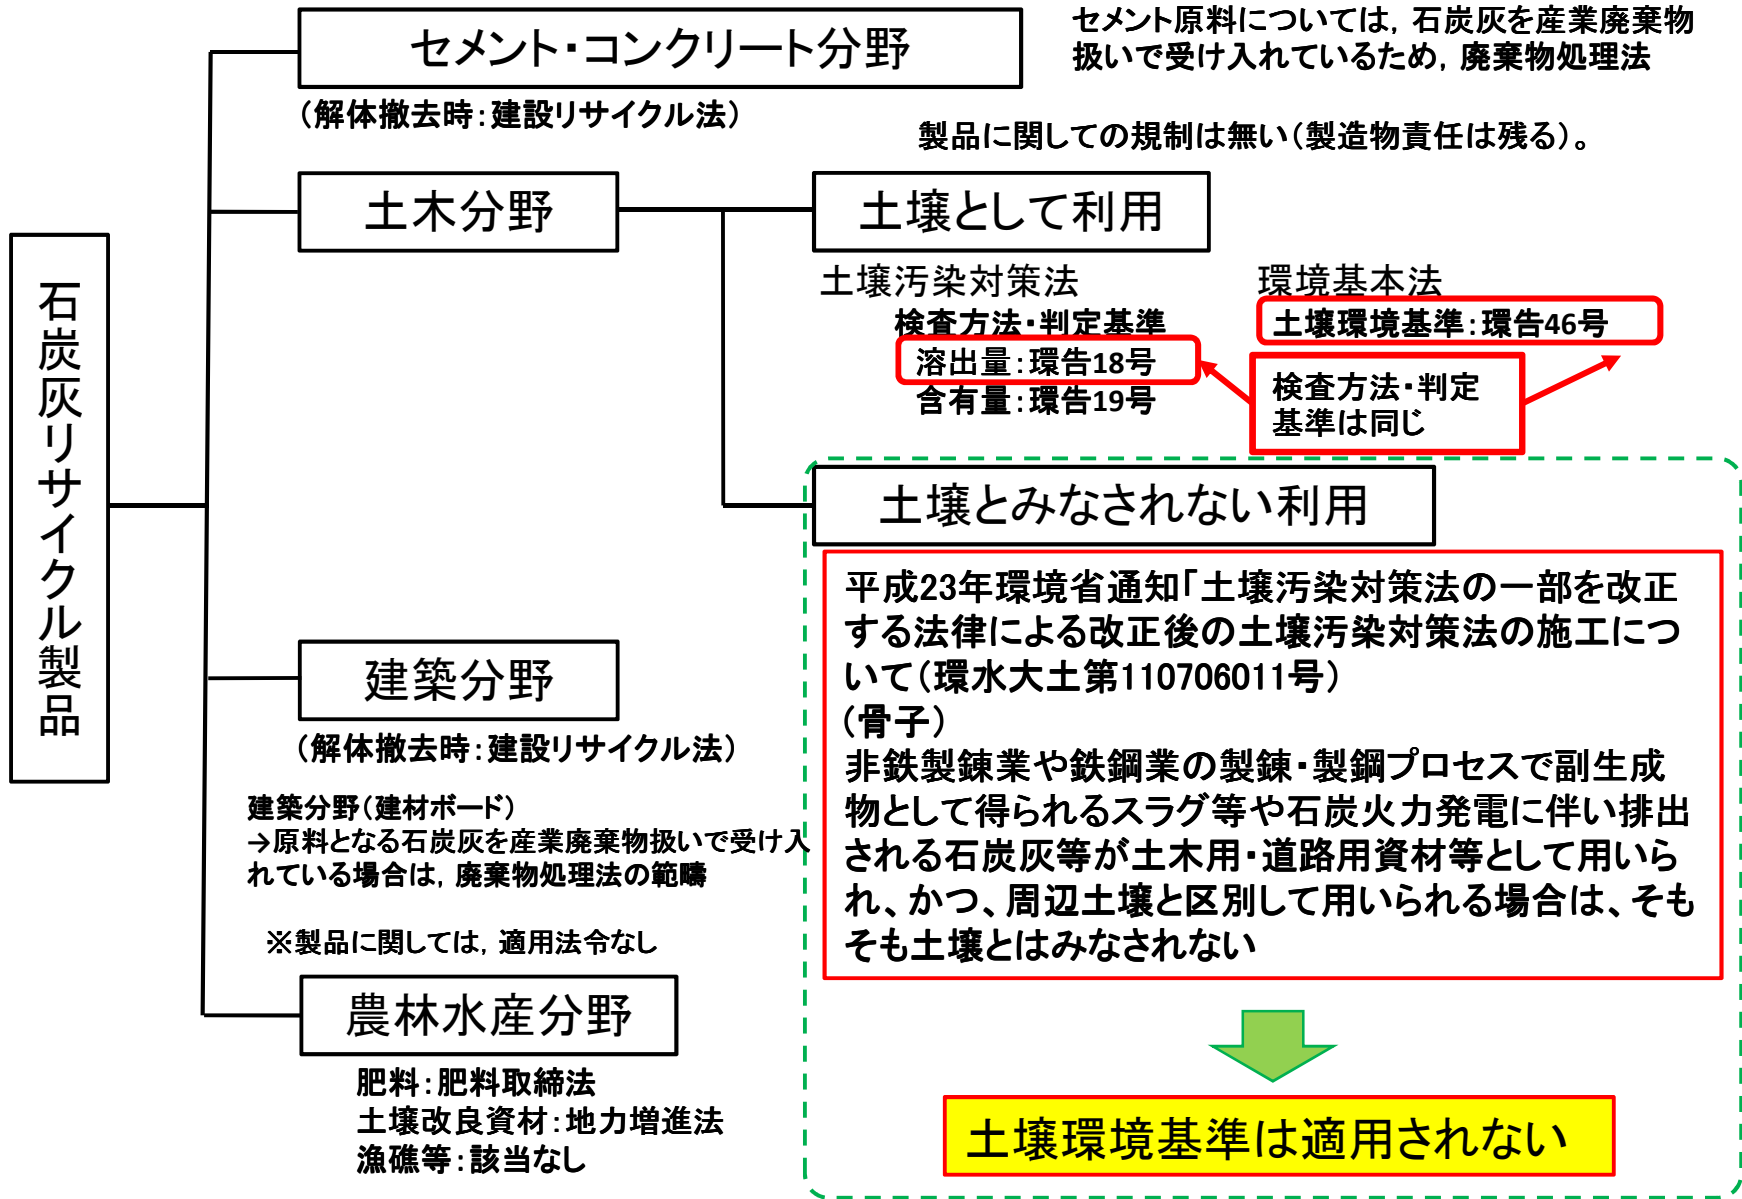 石炭灰リサイクル製品
セメント・コンクリート分野
(解体撤去時:建設リサイクル法)
セメント原料については,石炭灰を産業廃棄物
扱いで受け入れているため,廃棄物処理法
製品に関しての規制は無い(製造物責任は残る)。
土木分野
土壌として利用
土壌汚染対策法
検査方法・判定基準
溶出量:環告18号
含有量:環告19号
環境基本法
土壌環境基準:環告46号
検査方法・判定
基準は同じ
土壌とみなされない利用
平成23年環境省通知「土壌汚染対策法の一部を改正
する法律による改正後の土壌汚染対策法の施工につ
いて(環水大土第110706011号)
(骨子)
非鉄製錬業や鉄鋼業の製錬・製鋼プロセスで副生成
物として得られるスラグ等や石炭火力発電に伴い排出
される石炭灰等が土木用・道路用資材等として用いら
れ、かつ、周辺土壌と区別して用いられる場合は、そも
そも土壌とはみなされない
土壌環境基準は適用されない
建築分野
(解体撤去時:建設リサイクル法)
建築分野(建材ボード)
→原料となる石炭灰を産業廃棄物扱いで受け入
れている場合は,廃棄物処理法の範疇
※製品に関しては,適用法令なし
農林水産分野
肥料:肥料取締法
土壌改良資材:地力増進法
漁礁等:該当なし